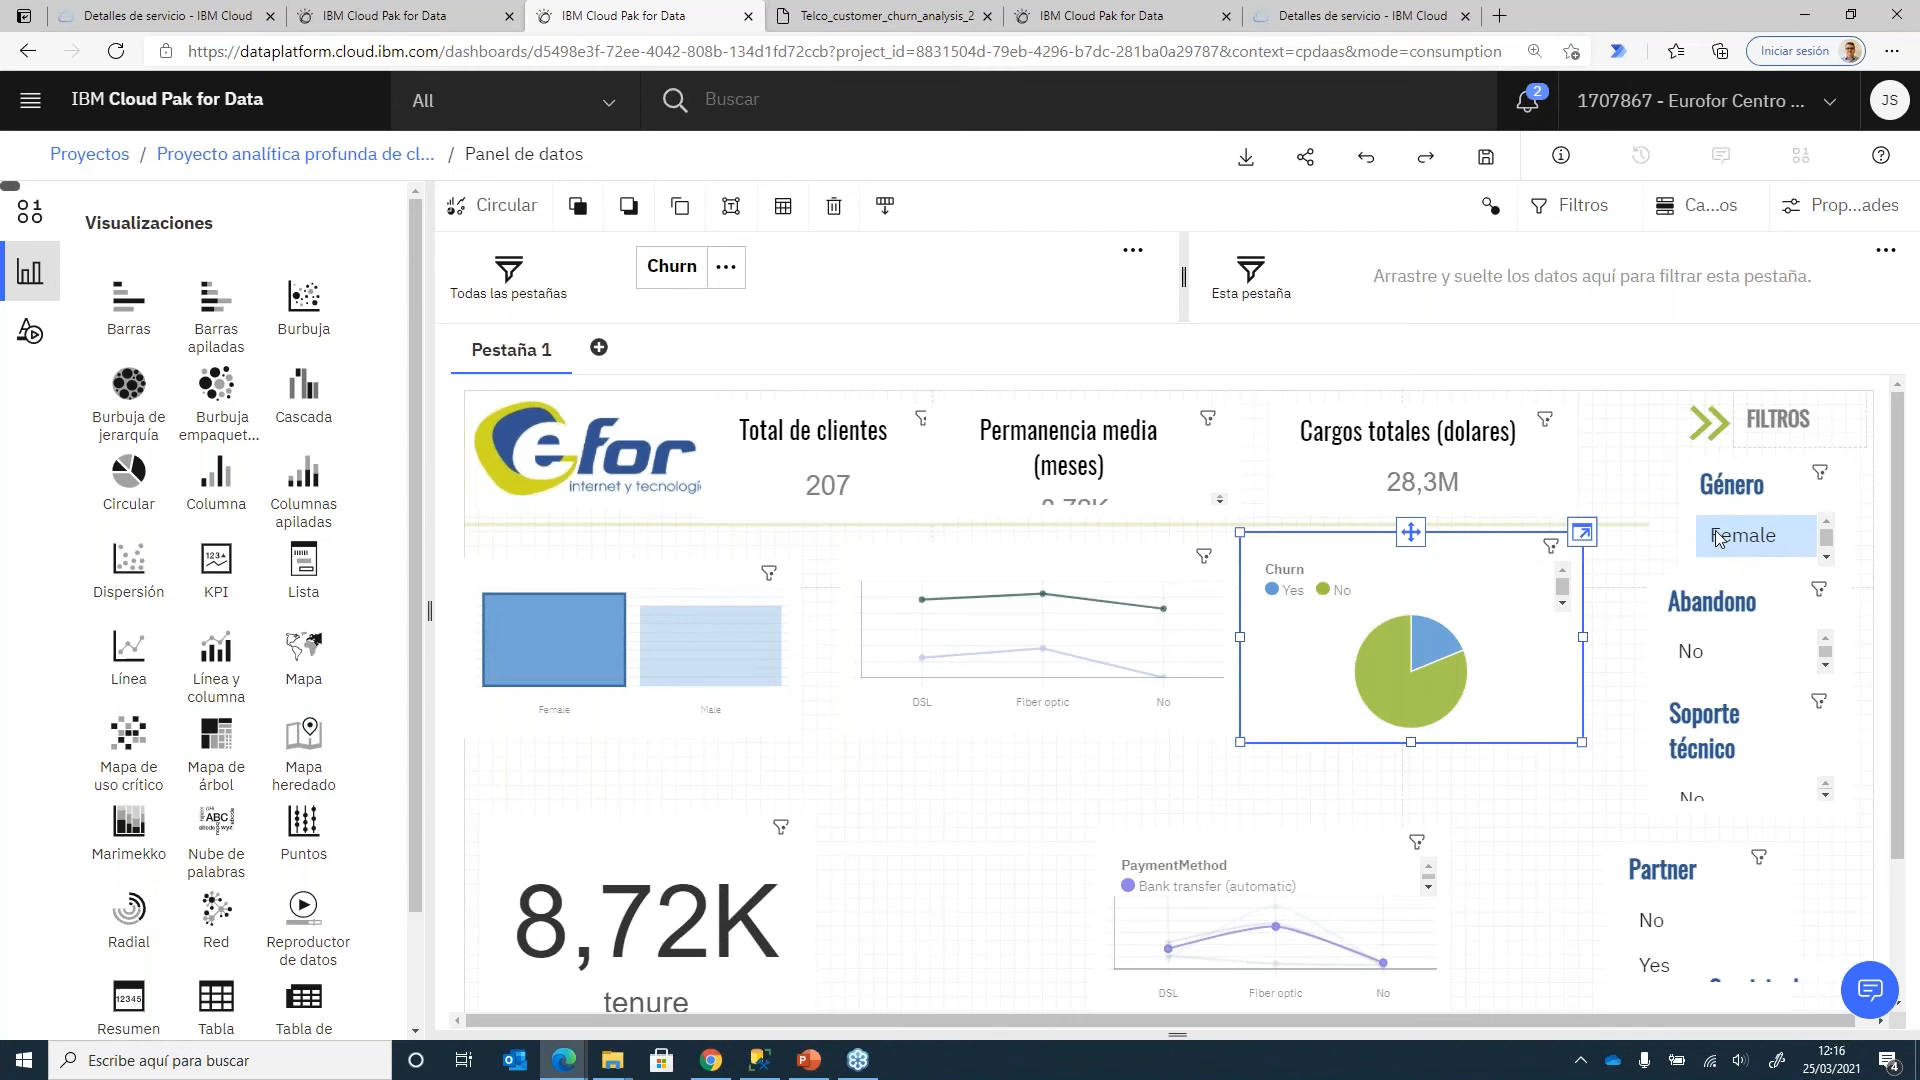 Detalles de servicio - IBM Cloud
IBM Cloud Pak for Data
IBM Cloud Pak for Data
Telco_customer_churn_analysis_2
IBM Cloud Pak for Data
Detalles de servicio - IBM Cloud
https://dataplatform.cloud.ibm.com/dashboards/d5498e3f-72ee-4042-808b-134d1fd72ccb?project_id=8831504d-79eb-4296-b7dc-281ba0a29787&context=cpdaas&mode=consumption
Iniciar sesión
IBM Cloud Pak for Data
All
Buscar
2
1707867 - Eurofor Centro ...
JS
Proyectos / Proyecto analítica profunda de cl... / Panel de datos
Visualizaciones
Barras
Barras apiladas
Burbuja
Burbuja de jerarquía
Burbuja empaquet...
Cascada
Circular
Columna
Columnas apiladas
Dispersión
KPI
Lista
Línea
Línea y columna
Mapa
Mapa de uso crítico
Mapa de árbol
Mapa heredado
Marimekko
Nube de palabras
Puntos
Radial
Red
Reproductor de datos
Resumen
Tabla
Tabla de
Circular
Filtros
Ca...os
Prop...ades
Todas las pestañas
Churn
Esta pestaña
Arrastre y suelte los datos aquí para filtrar esta pestaña.
Pestaña 1
efor
internet y tecnologí
Total de clientes
207
Permanencia media
(meses)
Cargos totales (dolares)
28,3M
FILTROS
Género
Female
Abandono
No
Soporte
técnico
No
Partner
No
Yes
Female
Male
DSL
Fiber optic
No
Churn
Yes
No
8,72K
tenure
PaymentMethod
Bank transfer (automatic)
DSL
Fiber optic
No
Escribe aquí para buscar
12:16
25/03/2021
4